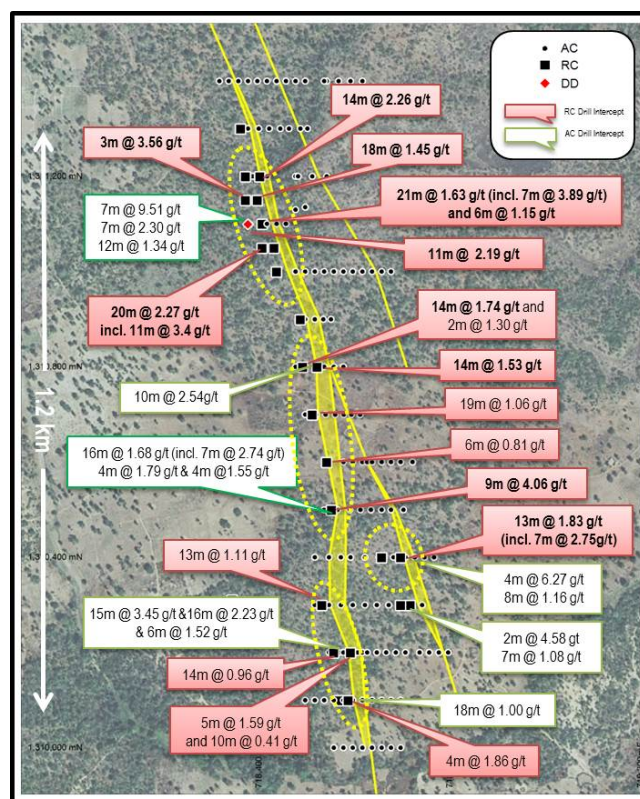 AC
RC
DD
RC Drill Intercept
AC Drill Intercept
14m @ 2.26 g/t
3m @ 3.56 g/t
18m @ 1.45 g/t
21m @ 1.63 g/t (incl. 7m @ 3.89 g/t)
and 6m @ 1.15 g/t
7m @ 9.51 g/t
7m @ 2.30 g/t
12m @ 1.34 g/t
11m @ 2.19 g/t
20m @ 2.27 g/t
incl. 11m @ 3.4 g/t
14m @ 1.74 g/t and
2m @ 1.30 g/t
14m @ 1.53 g/t
10m @ 2.54g/t
19m @ 1.06 g/t
1.2 km
16m @ 1.68 g/t (incl. 7m @ 2.74 g/t)
4m @ 1.79 g/t & 4m @1.55 g/t
6m @ 0.81 g/t
9m @ 4.06 g/t
13m @ 1.83 g/t
(incl. 7m @ 2.75g/t)
13m @ 1.11 g/t
4m @ 6.27 g/t
8m @ 1.16 g/t
15m @ 3.45 g/t &16m @ 2.23 g/t
& 6m @ 1.52 g/t
2m @ 4.58 gt
7m @ 1.08 g/t
14m @ 0.96 g/t
18m @ 1.00 g/t
5m @ 1.59 g/t
and 10m @ 0.41 g/t
4m @ 1.86 g/t
1,310,000 mN